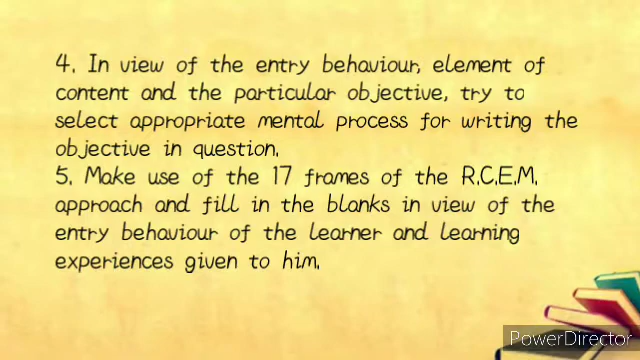 4. In view of the entry behaviour, element of
content and the particular objective, try to
select appropriate mental process for writing the
objective in question.
5. Make use of the 17 frames of the R.C.E.M.
approach and fill in the blanks in view of the
entry behaviour of the learner and learning
experiences given to him.
PowerDirector